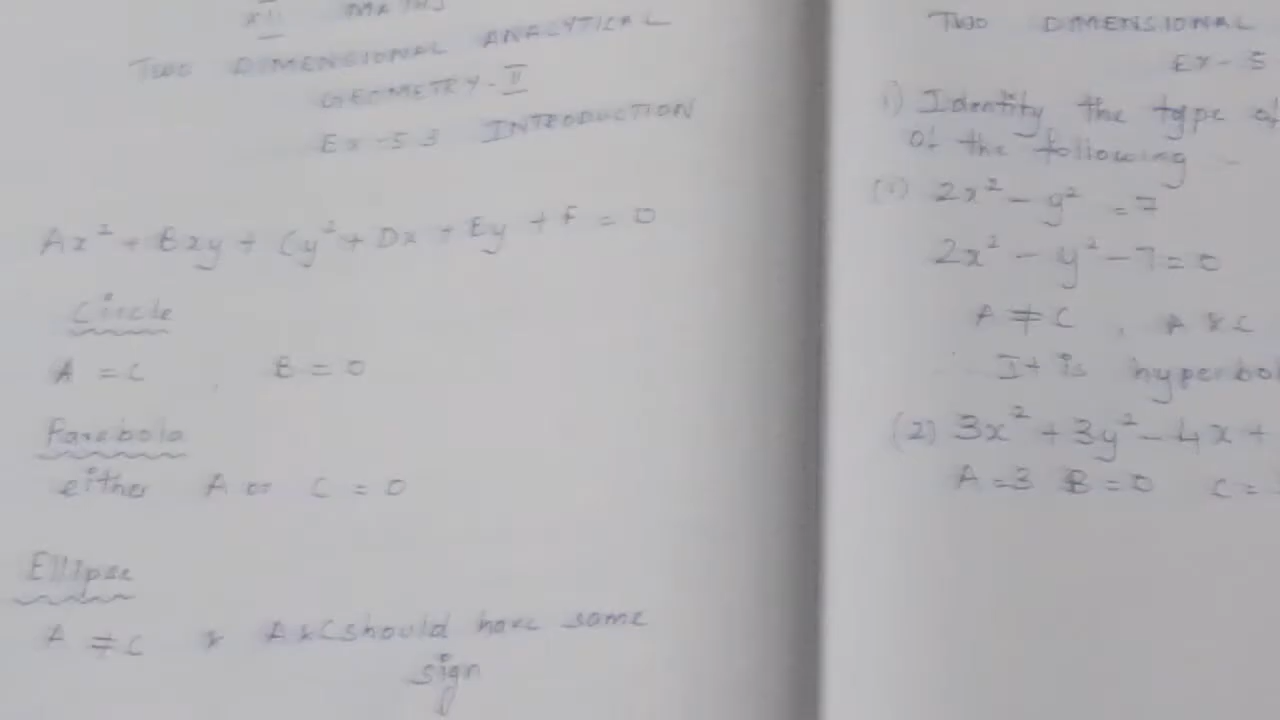 XII MATHS
TWO DIMENSIONAL ANALYTICAL
GEOMETRY-II
Ex-5.3 INTRODUCTION
Ax² + Bxy + Cy² + Dx + Ey + F = 0
Circle
A = C , B = 0
Parabola
either A or C = 0
Ellipse
A ≠ C & A & C should have same
sign
TWO DIMENSIONAL
Ex-5
1) Identify the type of
of the following -
(1) 2x² - y² = 7
2x² - y² - 7 = 0
A ≠ C , A & C
It is hyperbol
(2) 3x² + 3y² - 4x +
A = 3 B = 0 C =